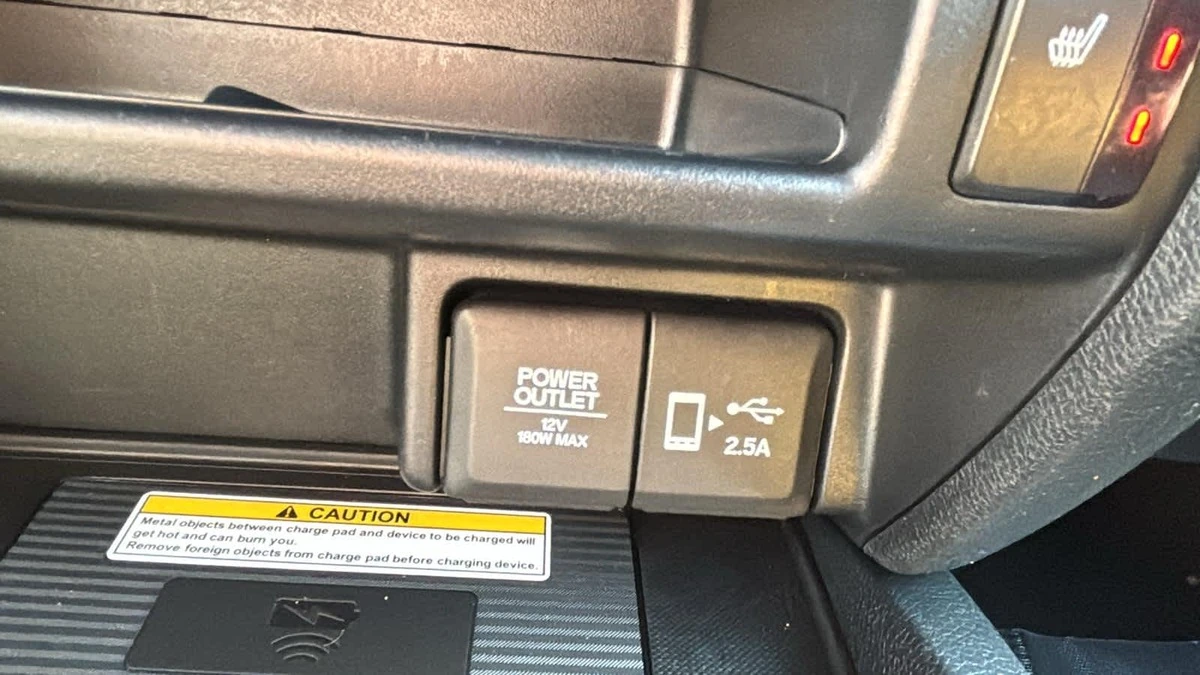 POWER
OUTLET
12V
180W MAX
2.5A
CAUTION
Metal objects between charge pad and device to be charged will
get hot and can burn you.
Remove foreign objects from charge pad before charging device.